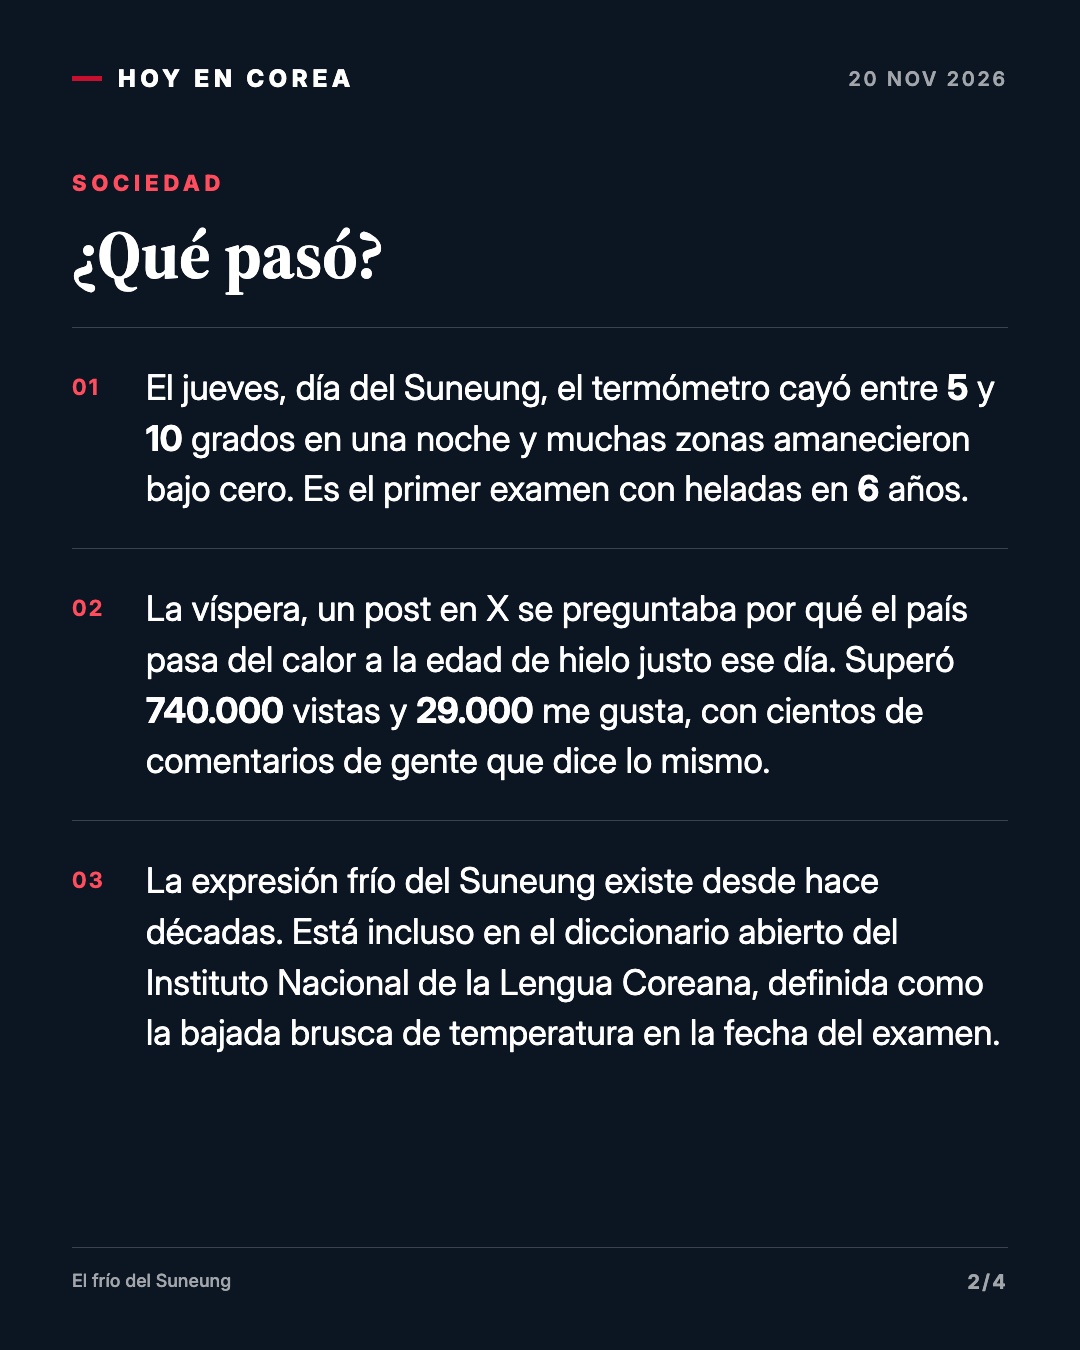 HOY EN COREA
20 NOV 2026
SOCIEDAD
¿Qué pasó?
01
El jueves, día del Suneung, el termómetro cayó entre 5 y
10 grados en una noche y muchas zonas amanecieron
bajo cero. Es el primer examen con heladas en 6 años.
02
La víspera, un post en X se preguntaba por qué el país
pasa del calor a la edad de hielo justo ese día. Superó
740.000 vistas y 29.000 me gusta, con cientos de
comentarios de gente que dice lo mismo.
03
La expresión frío del Suneung existe desde hace
décadas. Está incluso en el diccionario abierto del
Instituto Nacional de la Lengua Coreana, definida como
la bajada brusca de temperatura en la fecha del examen.
El frío del Suneung
2/4